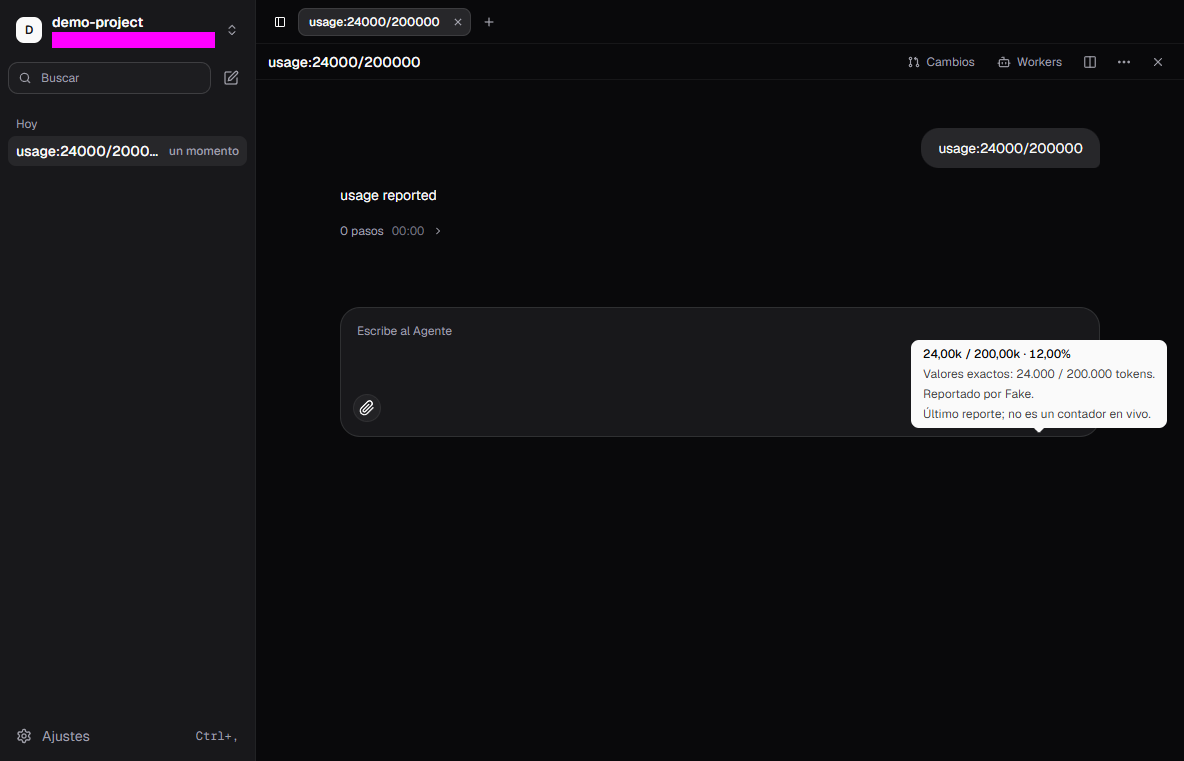 D
demo-project
Buscar
Hoy
usage:24000/2000... un momento
Ajustes Ctrl+,
usage:24000/200000
usage:24000/200000
Cambios Workers
usage:24000/200000
usage reported
0 pasos 00:00
Escribe al Agente
24,00k / 200,00k · 12,00%
Valores exactos: 24.000 / 200.000 tokens.
Reportado por Fake.
Último reporte; no es un contador en vivo.